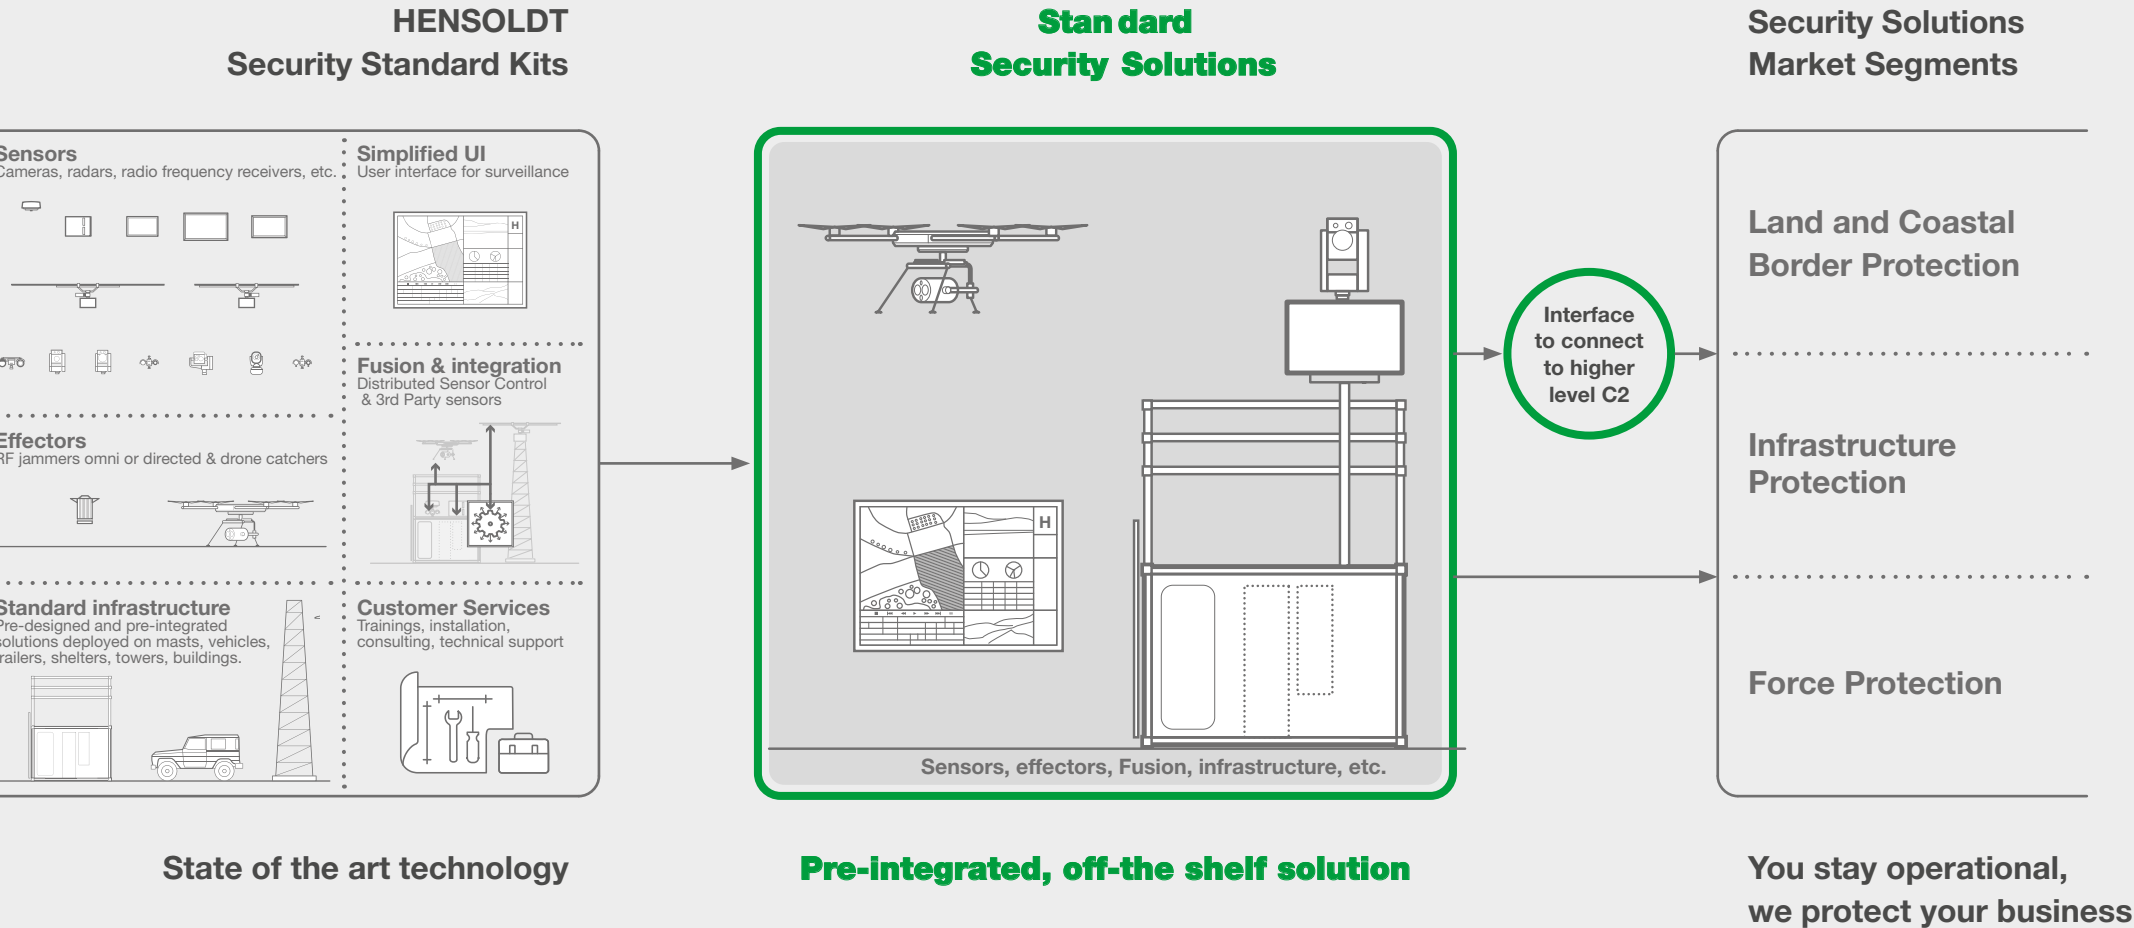 HENSOLDT
Security Standard Kits
Standard
Security Solutions
Security Solutions
Market Segments
Sensors
Cameras, radars, radio frequency receivers, etc.
Simplified UI
User interface for surveillance
H
Fusion & integration
Distributed Sensor Control
& 3rd Party sensors
Effectors
RF jammers omni or directed & drone catchers
Standard infrastructure
Pre-designed and pre-integrated
solutions deployed on masts, vehicles,
trailers, shelters, towers, buildings.
Customer Services
Trainings, installation,
consulting, technical support
H
Sensors, effectors, Fusion, infrastructure, etc.
Interface
to connect
to higher
level C2
Land and Coastal
Border Protection
Infrastructure
Protection
Force Protection
State of the art technology
Pre-integrated, off-the shelf solution
You stay operational,
we protect your business